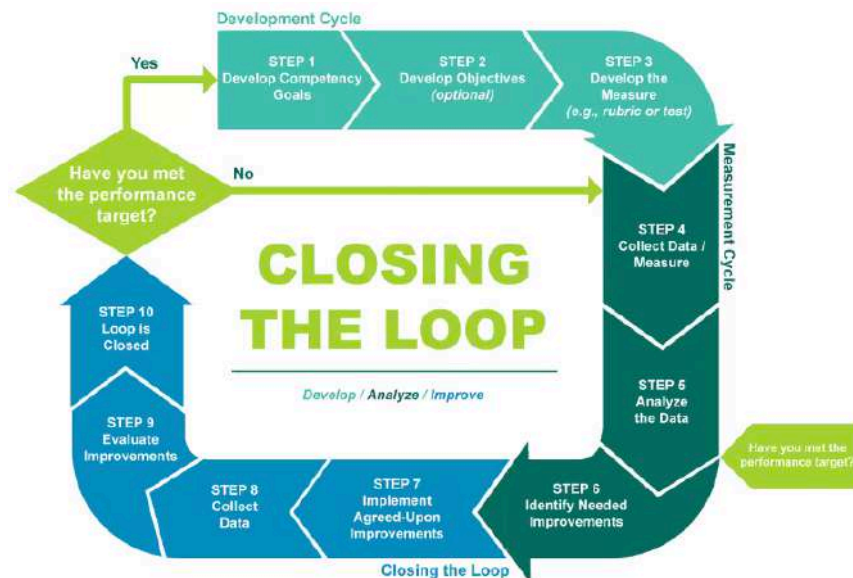 Development Cycle
Yes
STEP 1
Develop Competency
Goals
STEP 2
Develop Objectives
(optional)
STEP 3
Develop the
Measure
(e.g., rubric or test)
Have you met
the performance
target?
No
Measurement Cycle
STEP 4
Collect Data /
Measure
CLOSING
THE LOOP
Develop / Analyze / Improve
STEP 5
Analyze
the Data
Have you met the
performance target?
STEP 6
Identify Needed
Improvements
STEP 7
Implement
Agreed-Upon
Improvements
STEP 8
Collect
Data
STEP 9
Evaluate
Improvements
STEP 10
Loop is
Closed
Closing the Loop